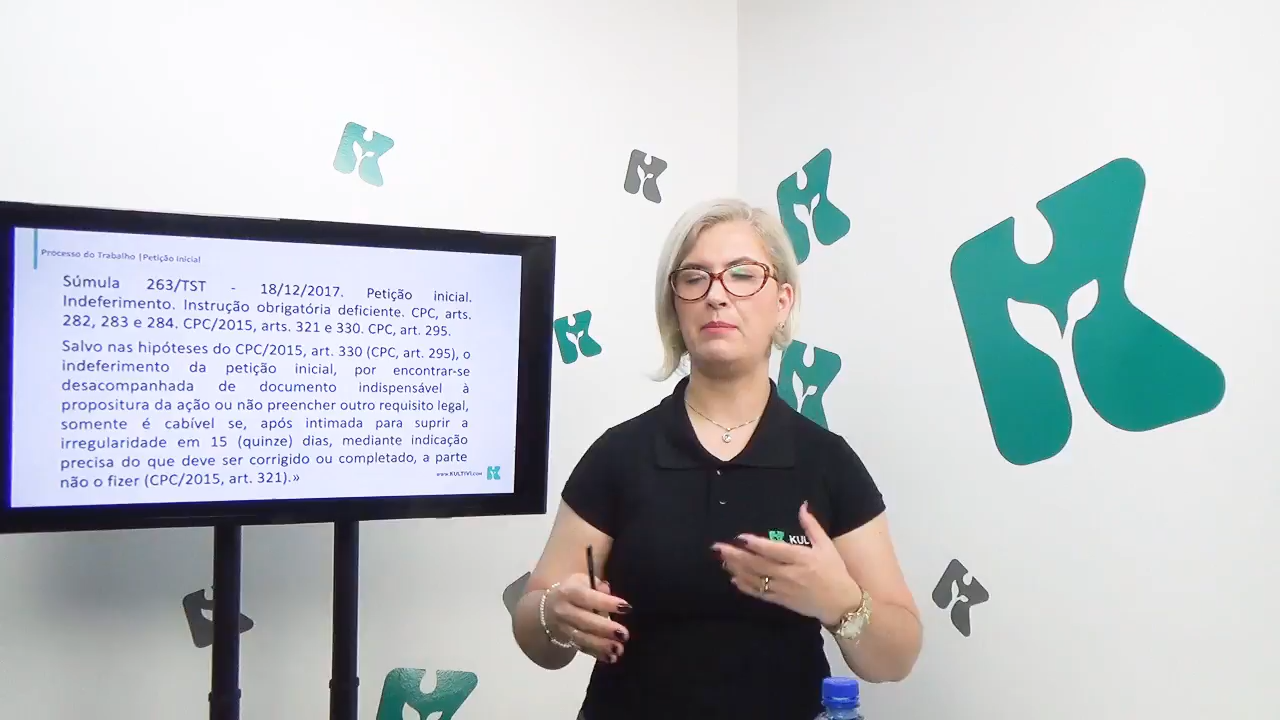 Processo do Trabalho |Petição Inicial
Súmula 263/TST - 18/12/2017. Petição inicial.
Indeferimento. Instrução obrigatória deficiente. CPC, arts.
282, 283 e 284. CPC/2015, arts. 321 e 330. CPC, art. 295.
Salvo nas hipóteses do CPC/2015, art. 330 (CPC, art. 295), o
indeferimento da petição inicial, por encontrar-se
desacompanhada de documento indispensável à
propositura da ação ou não preencher outro requisito legal,
somente é cabível se, após intimada para suprir a
irregularidade em 15 (quinze) dias, mediante indicação
precisa do que deve ser corrigido ou completado, a parte
não o fizer (CPC/2015, art. 321).»
www.KULTIVI.COM
KUL